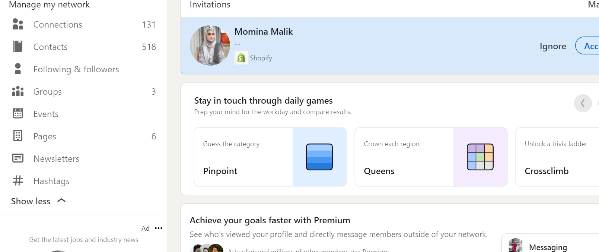 Manage my network
Connections 131
Contacts 518
Following & followers
Groups 3
Events
Pages 6
Newsletters
Hashtags
Show less
Ad
Get the latest jobs and industry news
Invitations
Momina Malik
...
Shopify
Ignore
Stay in touch through daily games
Prep your mind for the workday and compare results.
Guess the category
Pinpoint
Crown each region
Queens
Unlock a trivia ladder
Crossclimb
Achieve your goals faster with Premium
See who's viewed your profile and directly message members outside of your network.
Messaging